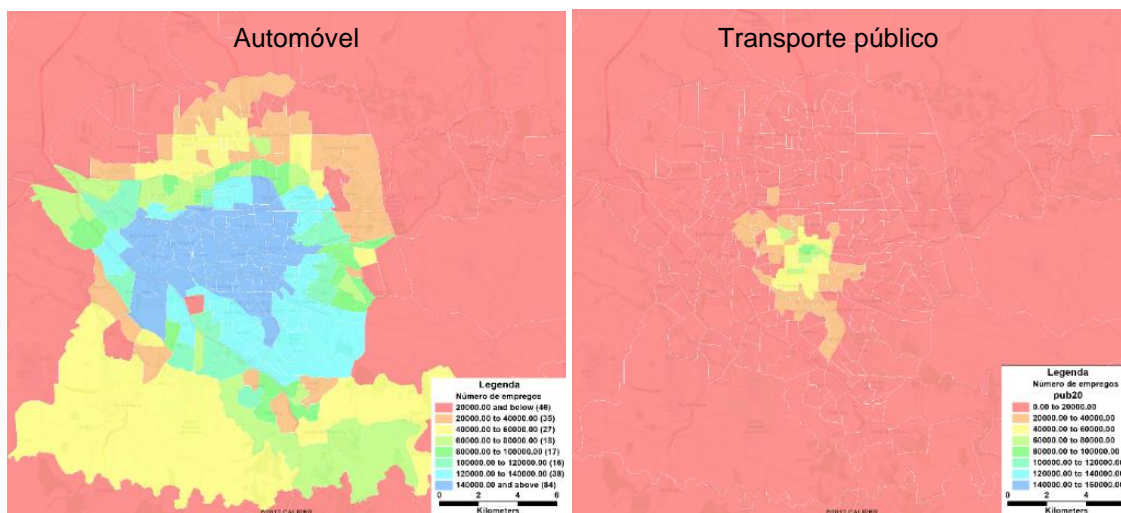 Automóvel
Legenda
Número de empregos
20000.00 and below (46)
20000.00 to 40000.00 (35)
40000.00 to 60000.00 (27)
60000.00 to 80000.00 (18)
80000.00 to 100000.00 (17)
100000.00 to 120000.00 (16)
120000.00 to 140000.00 (38)
140000.00 and above (84)
0 2 4 6
Kilometers
Transporte público
Legenda
Número de empregos
pub20
0.00 to 20000.00
20000.00 to 40000.00
40000.00 to 60000.00
60000.00 to 80000.00
80000.00 to 100000.00
100000.00 to 120000.00
120000.00 to 140000.00
140000.00 to 160000.00
0 2 4
Kilometers